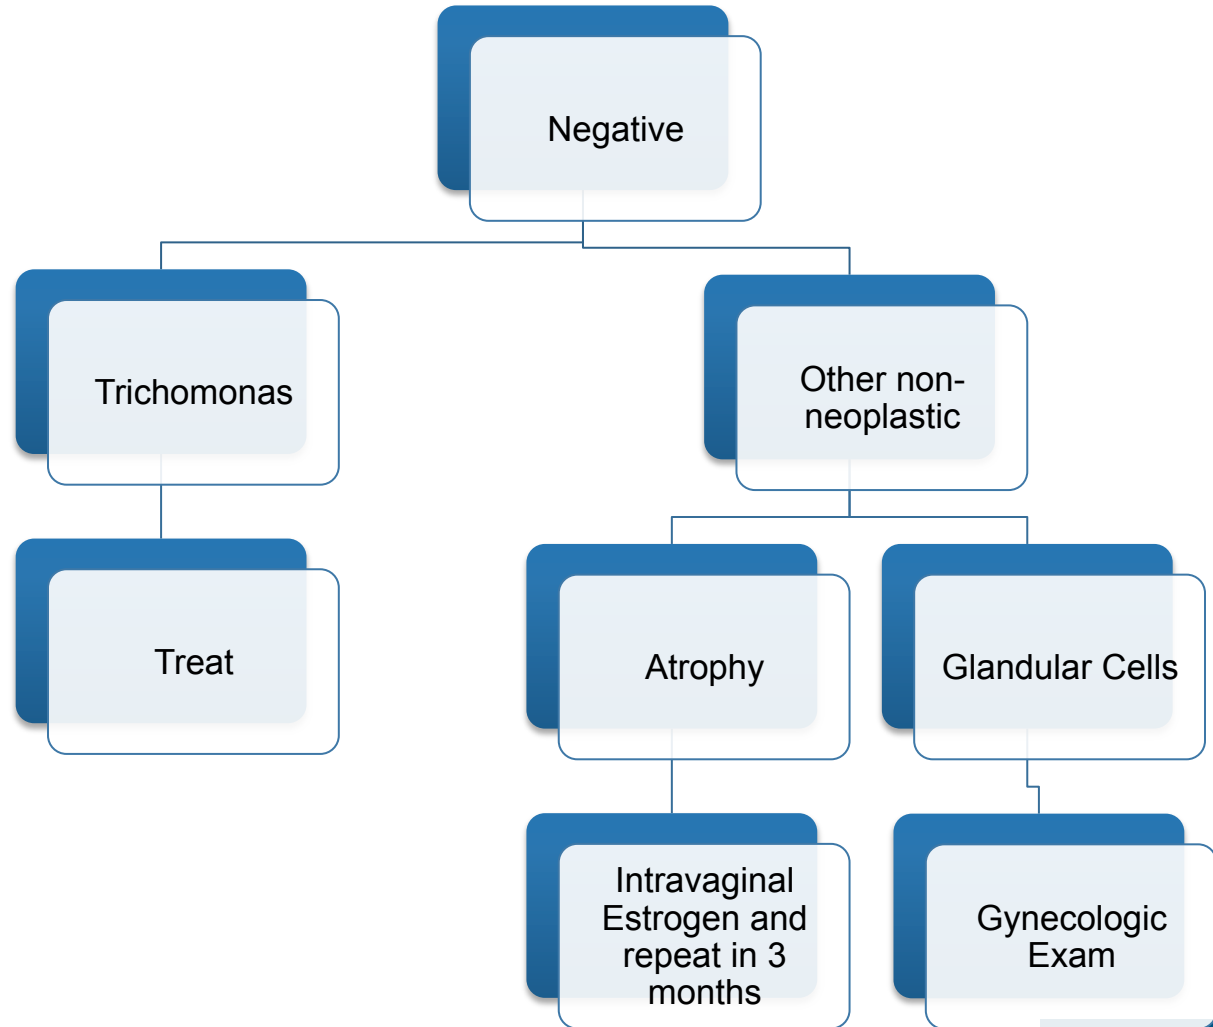 Negative
Trichomonas
Other non-
neoplastic
Treat
Atrophy
Glandular Cells
Intravaginal
Estrogen and
repeat in 3
months
Gynecologic
Exam